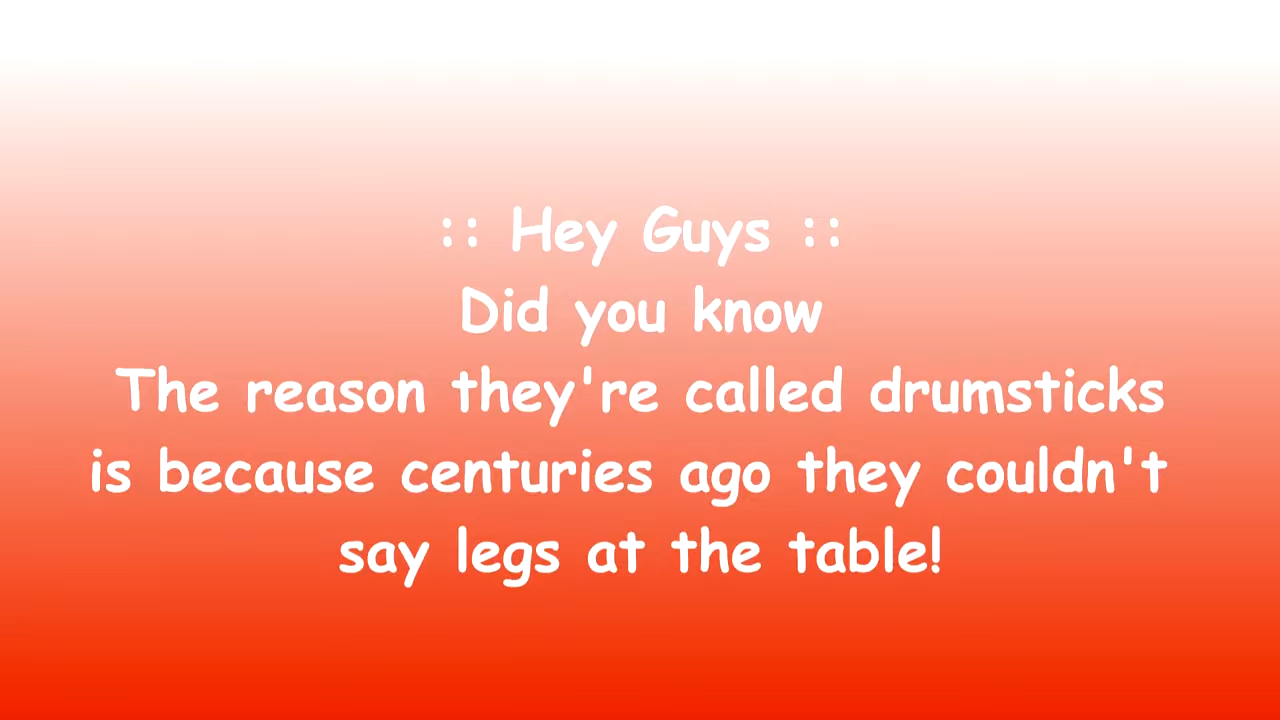 :: Hey Guys ::
Did you know
The reason they're called drumsticks
is because centuries ago they couldn't
say legs at the table!